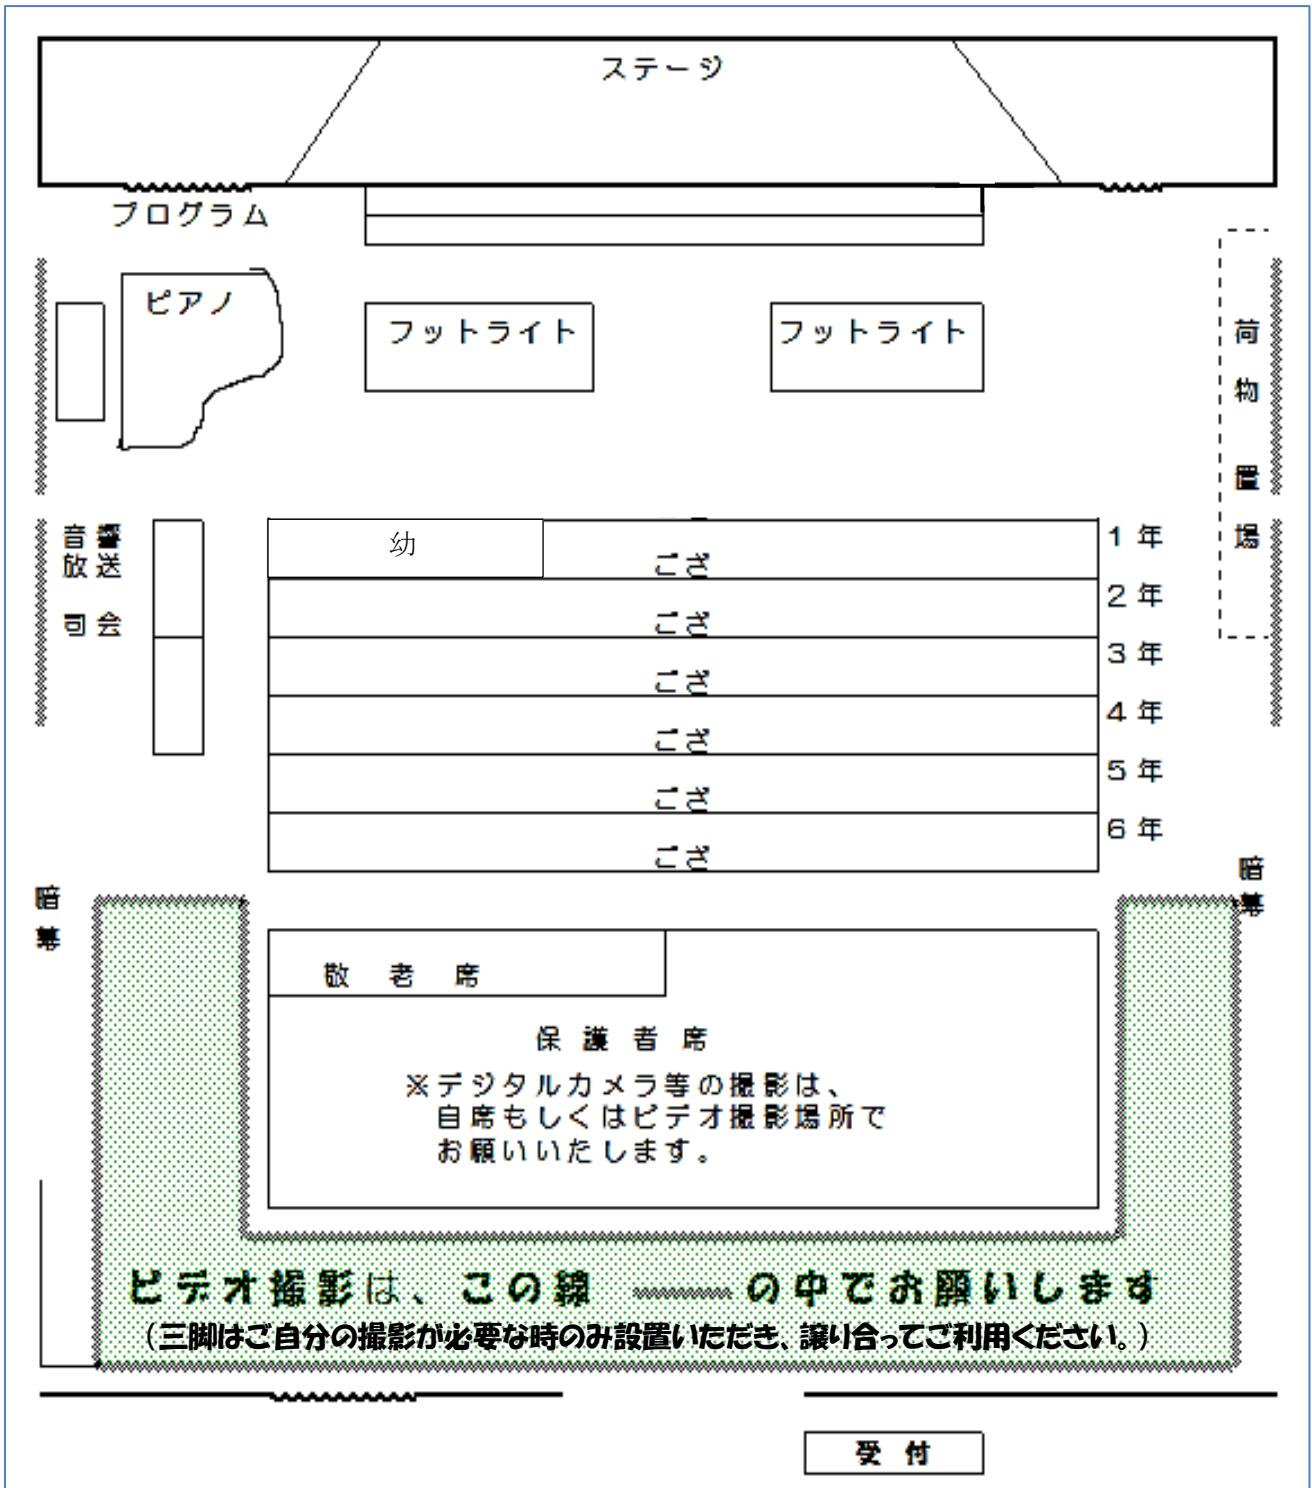 ステージ
プログラム
ピアノ
フットライト
フットライト
荷物置場
音響
放送
司会
幼
ござ
1年
ござ
2年
ござ
3年
ござ
4年
ござ
5年
ござ
6年
暗幕
暗幕
敬老席
保護者席
※デジタルカメラ等の撮影は、
自席もしくはビデオ撮影場所で
お願いいたします。
ビデオ撮影は、この線 の中でお願いします
（三脚はご自分の撮影が必要な時のみ設置いただき、譲り合ってご利用ください。）
受付